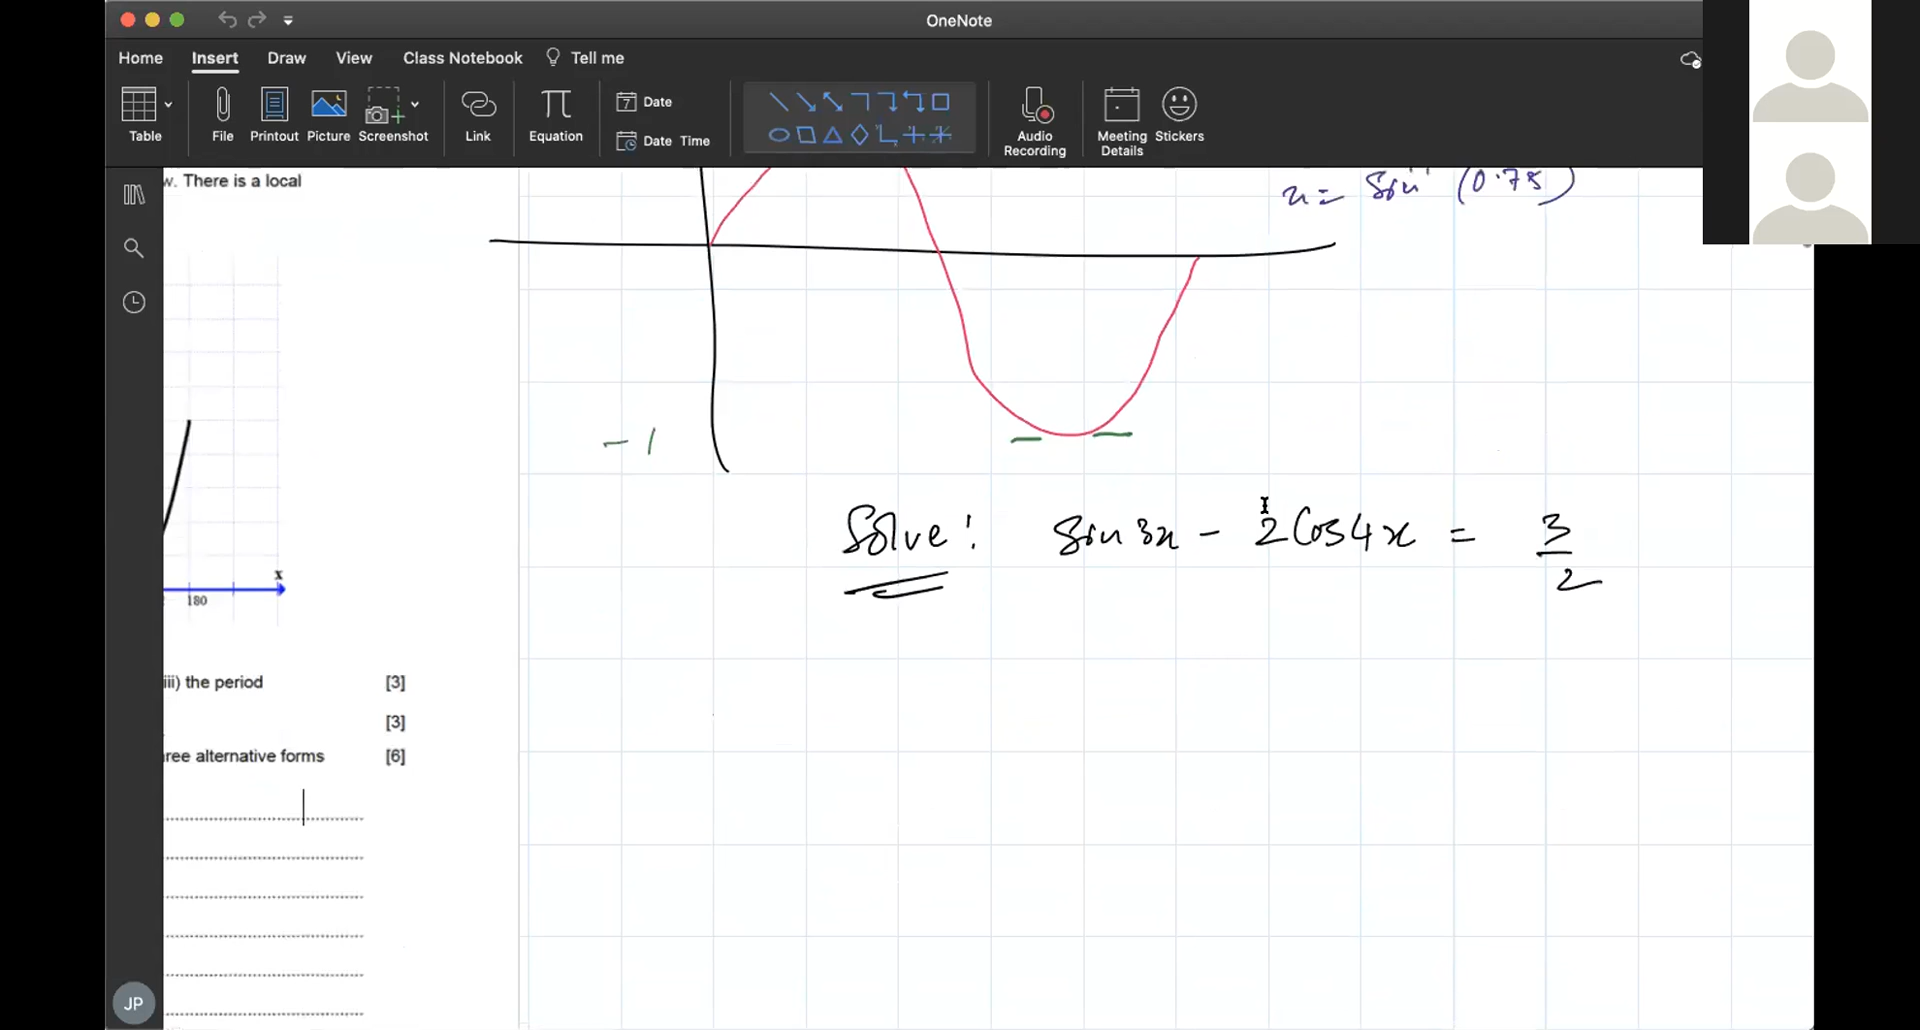 OneNote
Home Insert Draw View Class Notebook Tell me
Table File Printout Picture Screenshot Link Equation Date Audio Recording Meeting Details Stickers
Date Time
w. There is a local
x = sin⁻¹ (0.75)
-1
Solve! sin 3x - 2 Cos 4x = 3/2
x
180
iii) the period [3]
[3]
ree alternative forms [6]
JP